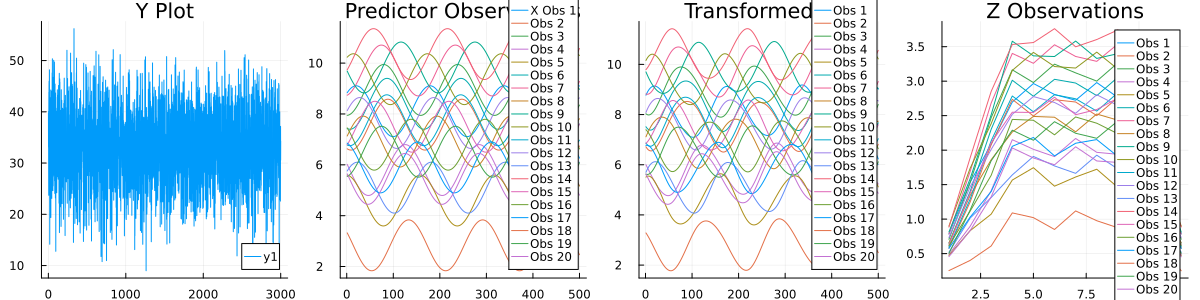 Y Plot
50
40
30
20
10
0
1000
2000
3000
y1
Predictor Obser
10
8
6
4
2
0
100
200
300
400
500
X Obs 1
Obs 2
Obs 3
Obs 4
Obs 5
Obs 6
Obs 7
Obs 8
Obs 9
Obs 10
Obs 11
Obs 12
Obs 13
Obs 14
Obs 15
Obs 16
Obs 17
Obs 18
Obs 19
Obs 20
Transformed
10
8
6
4
2
0
100
200
300
400
500
Obs 1
Obs 2
Obs 3
Obs 4
Obs 5
Obs 6
Obs 7
Obs 8
Obs 9
Obs 10
Obs 11
Obs 12
Obs 13
Obs 14
Obs 15
Obs 16
Obs 17
Obs 18
Obs 19
Obs 20
Z Observations
3.5
3.0
2.5
2.0
1.5
1.0
0.5
2.5
5.0
7.5
Obs 1
Obs 2
Obs 3
Obs 4
Obs 5
Obs 6
Obs 7
Obs 8
Obs 9
Obs 10
Obs 11
Obs 12
Obs 13
Obs 14
Obs 15
Obs 16
Obs 17
Obs 18
Obs 19
Obs 20